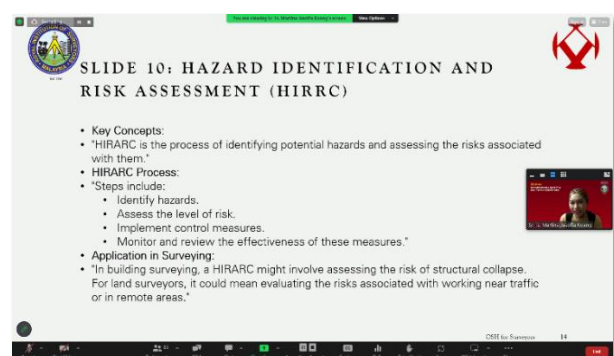 SLIDE 10: HAZARD IDENTIFICATION AND
RISK ASSESSMENT (HIRRC)
• Key Concepts:
• "HIRARC is the process of identifying potential hazards and assessing the risks associated
with them."
• HIRARC Process:
• "Steps include:
• Identify hazards.
• Assess the level of risk.
• Implement control measures.
• Monitor and review the effectiveness of these measures."
• Application in Surveying:
• "In building surveying, a HIRARC might involve assessing the risk of structural collapse.
For land surveyors, it could mean evaluating the risks associated with working near traffic
or in remote areas."
OSH for Surveyors 14
View Options
End